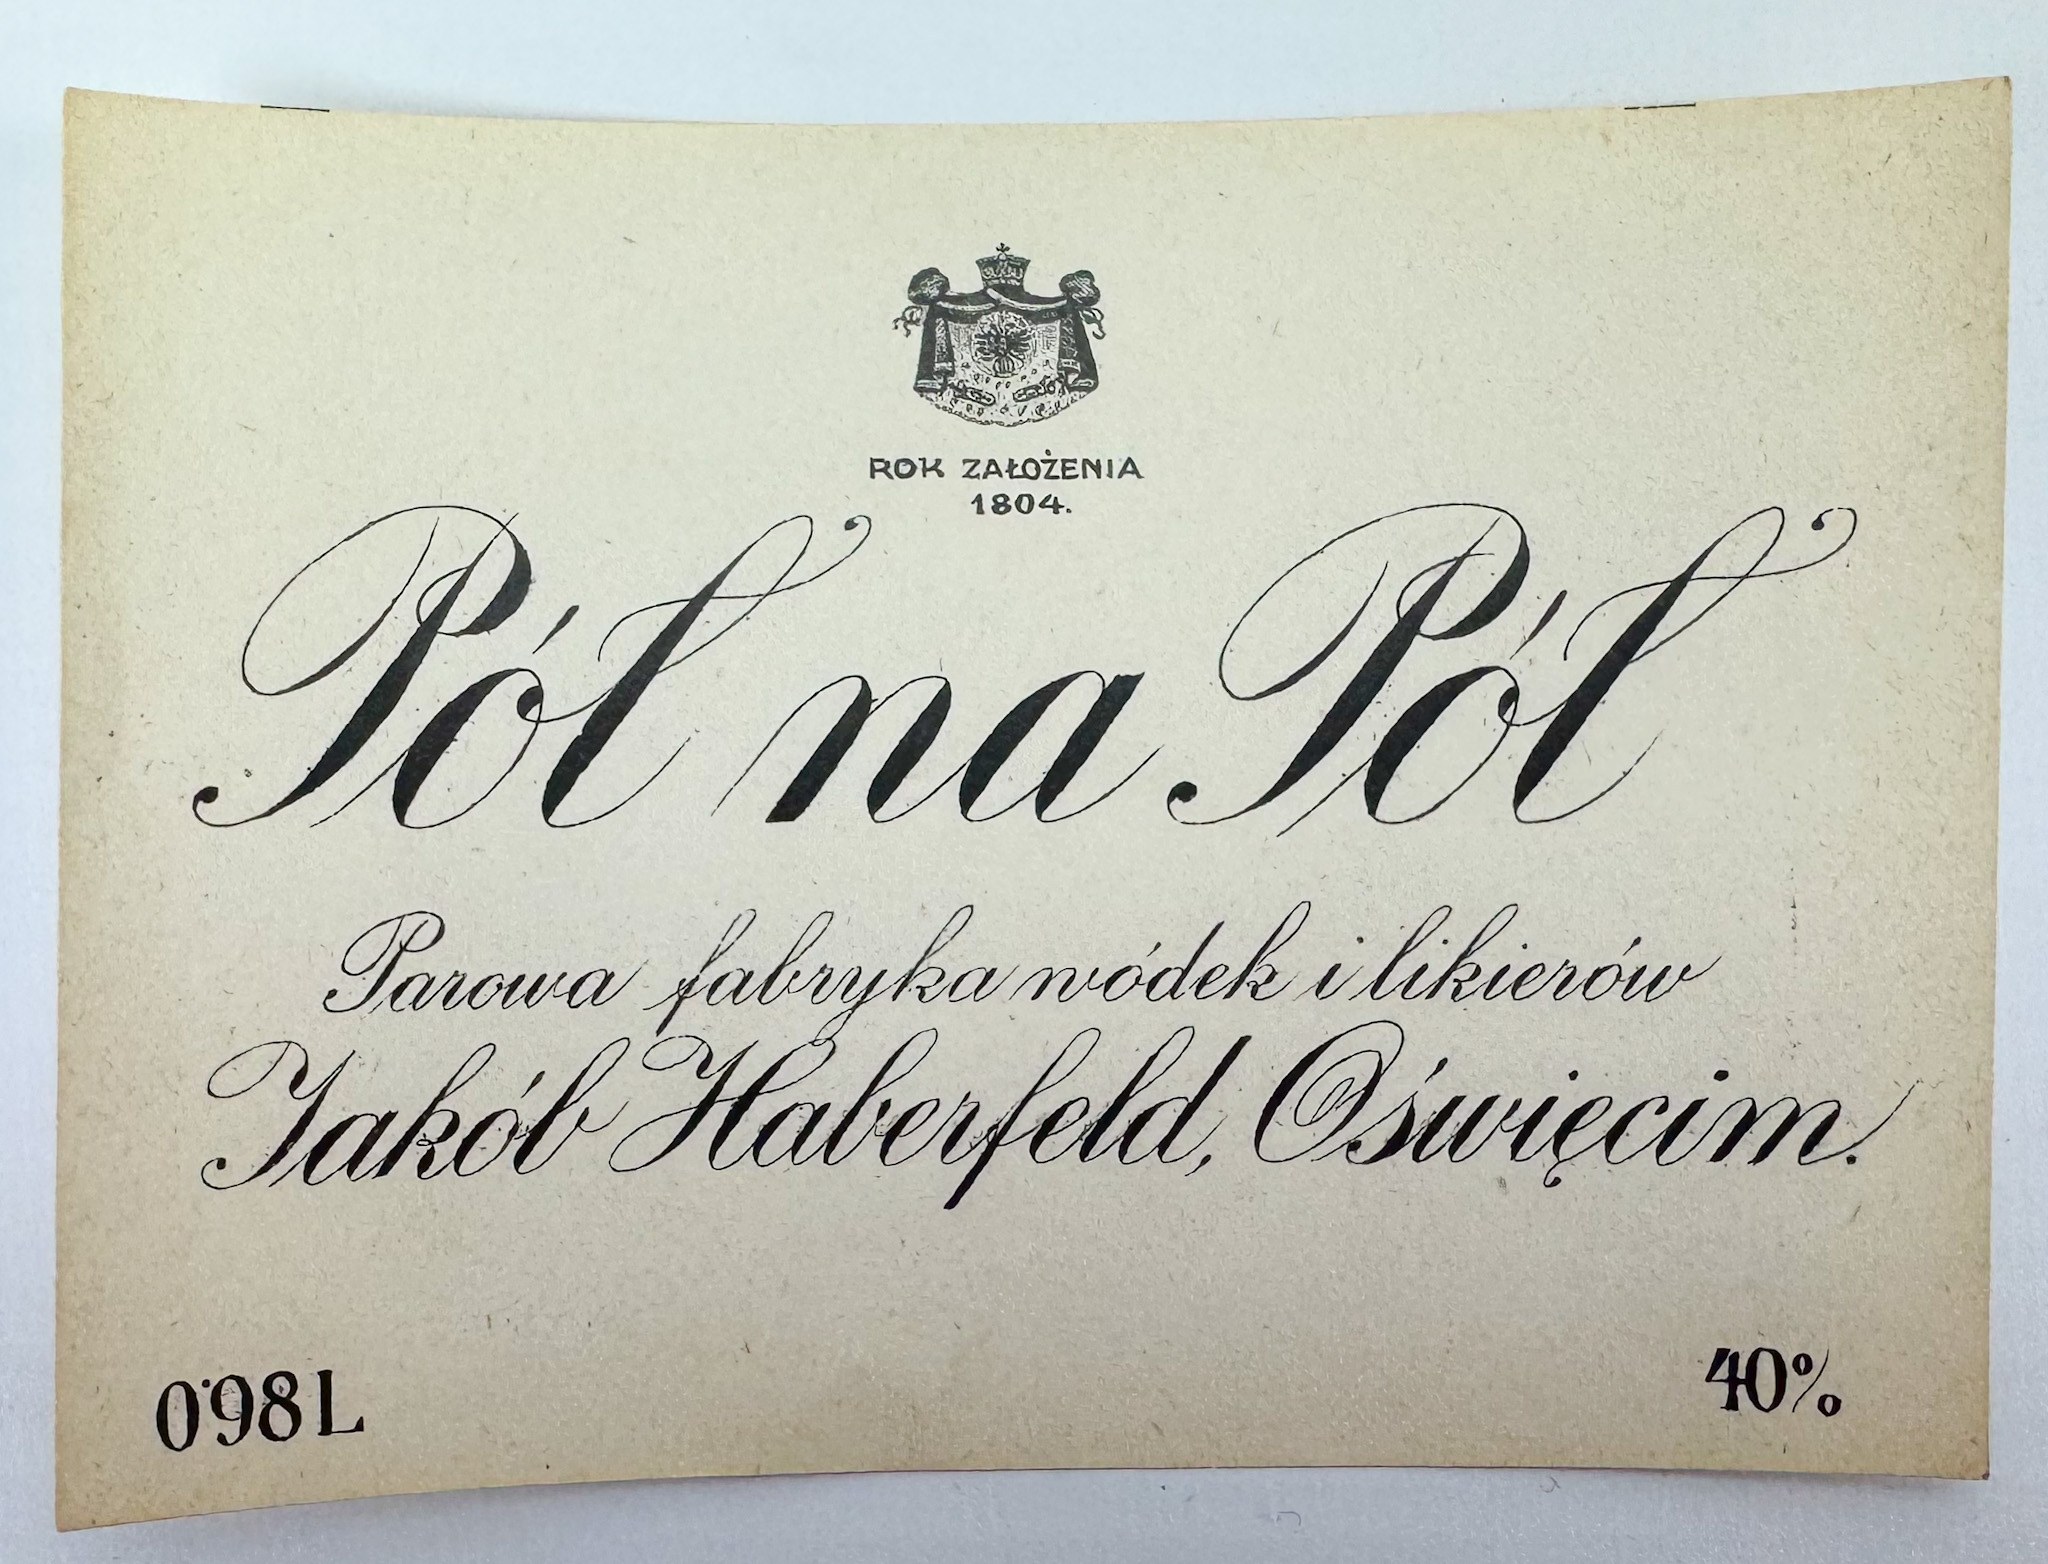 ROK ZAŁOŻENIA
1804.
Pół na Pół
Parowa fabryka wódek i likierów
Jakób Haberfeld, Oświęcim.
0·98 L
40%